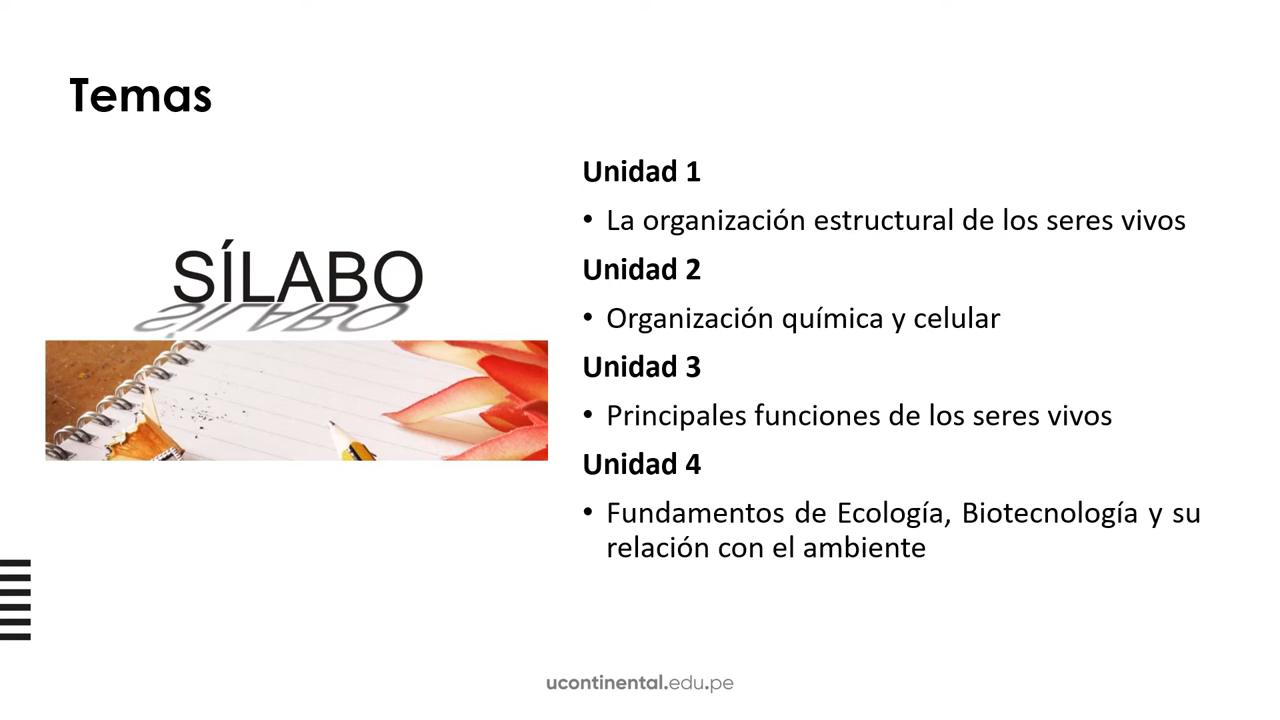 Temas
SÍLABO
Unidad 1
• La organización estructural de los seres vivos
Unidad 2
• Organización química y celular
Unidad 3
• Principales funciones de los seres vivos
Unidad 4
• Fundamentos de Ecología, Biotecnología y su
relación con el ambiente
ucontinental.edu.pe